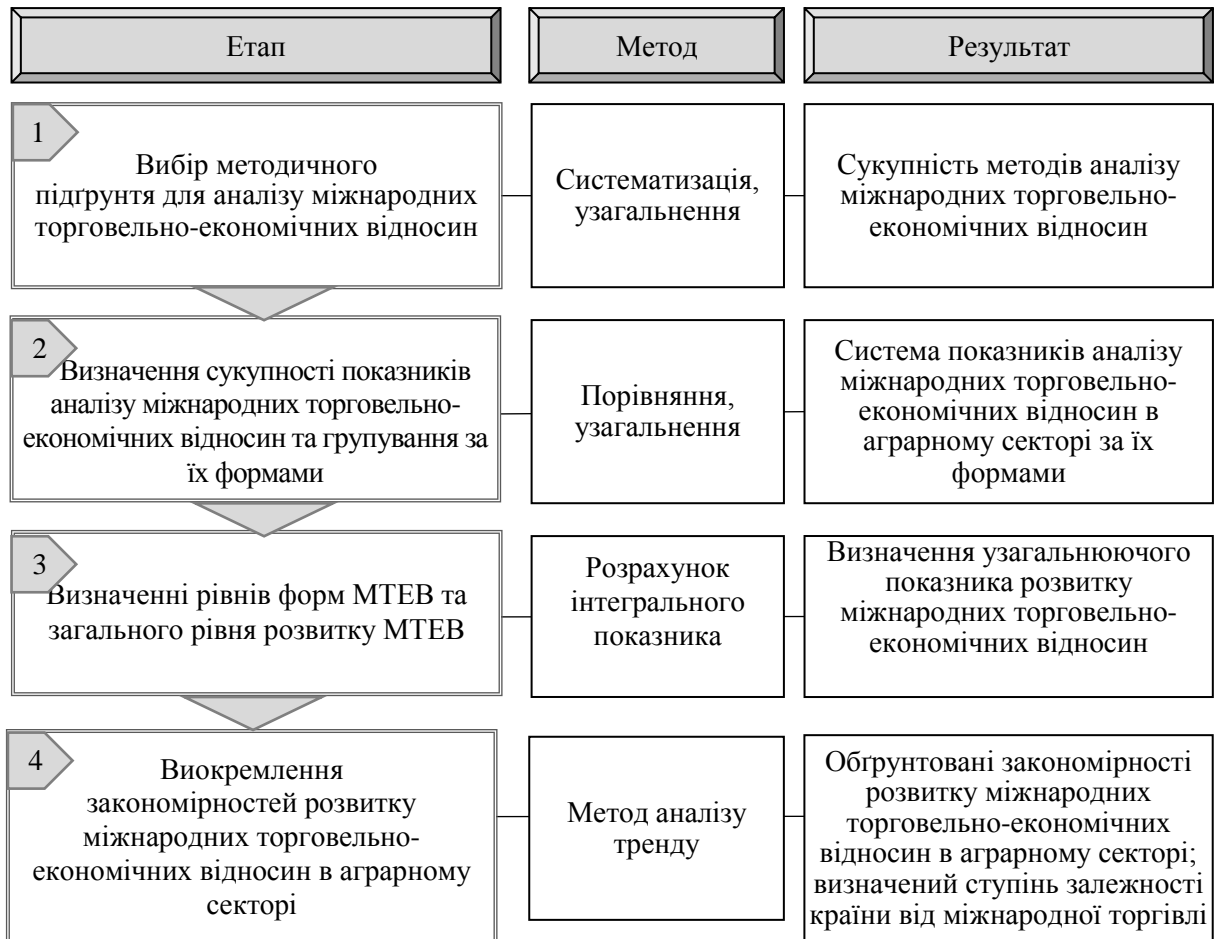 Етап
Метод
Результат
1
Вибір методичного
підґрунтя для аналізу міжнародних
торговельно-економічних відносин
Систематизація,
узагальнення
Сукупність методів аналізу
міжнародних торговельно-
економічних відносин
2
Визначення сукупності показників
аналізу міжнародних торговельно-
економічних відносин та групування за
їх формами
Порівняння,
узагальнення
Система показників аналізу
міжнародних торговельно-
економічних відносин в
аграрному секторі за їх
формами
3
Визначенні рівнів форм МТЕВ та
загального рівня розвитку МТЕВ
Розрахунок
інтегрального
показника
Визначення узагальнюючого
показника розвитку
міжнародних торговельно-
економічних відносин
4
Виокремлення
закономірностей розвитку
міжнародних торговельно-
економічних відносин в аграрному
секторі
Метод аналізу
тренду
Обґрунтовані закономірності
розвитку міжнародних
торговельно-економічних
відносин в аграрному секторі;
визначений ступінь залежності
країни від міжнародної торгівлі